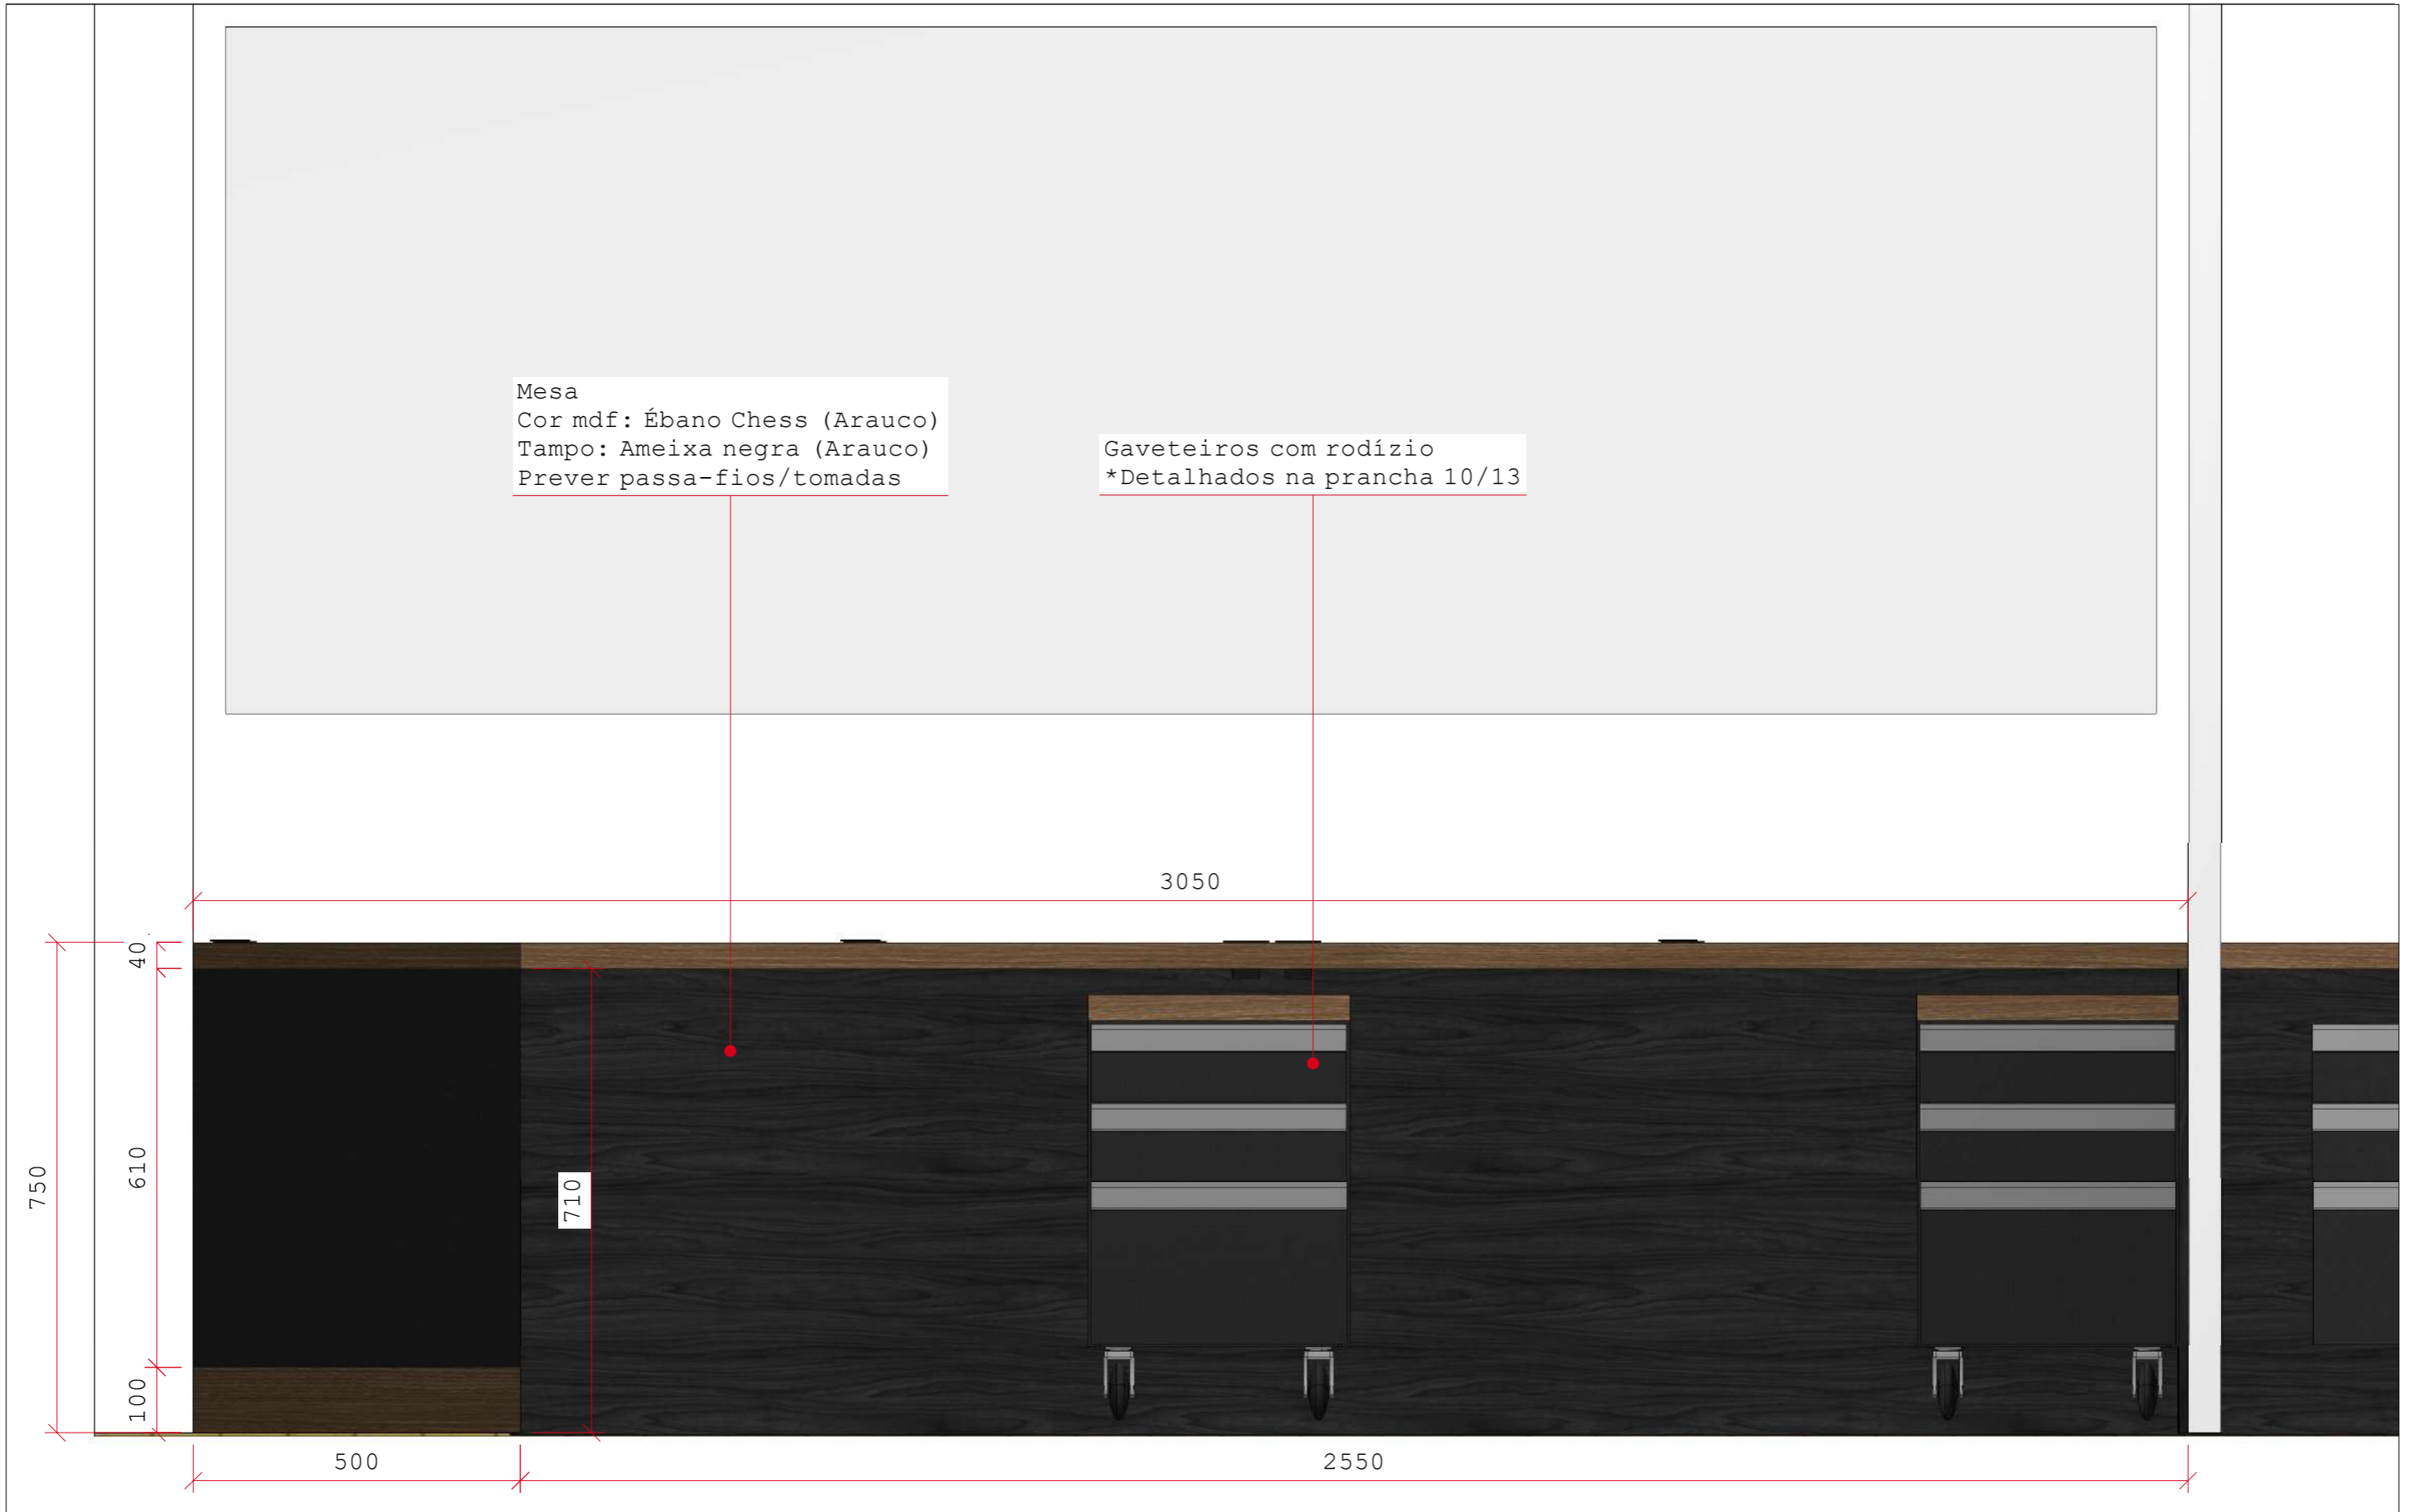 Mesa
Cor mdf: Ébano Chess (Arauco)
Tampo: Ameixa negra (Arauco)
Prever passa-fios/tomadas
Gaveteiros com rodízio
*Detalhados na prancha 10/13
3050
40
750
610
710
100
500
2550